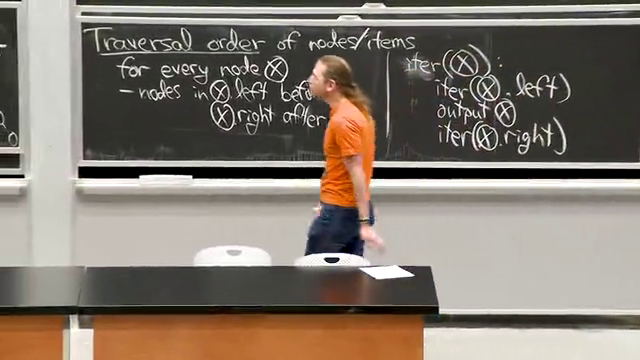 Traversal order of nodes/items
for every node Ⓧ
- nodes in Ⓧ.left bef
Ⓧ.right after
iter(Ⓧ):
iter(Ⓧ.left)
output Ⓧ
iter(Ⓧ.right)